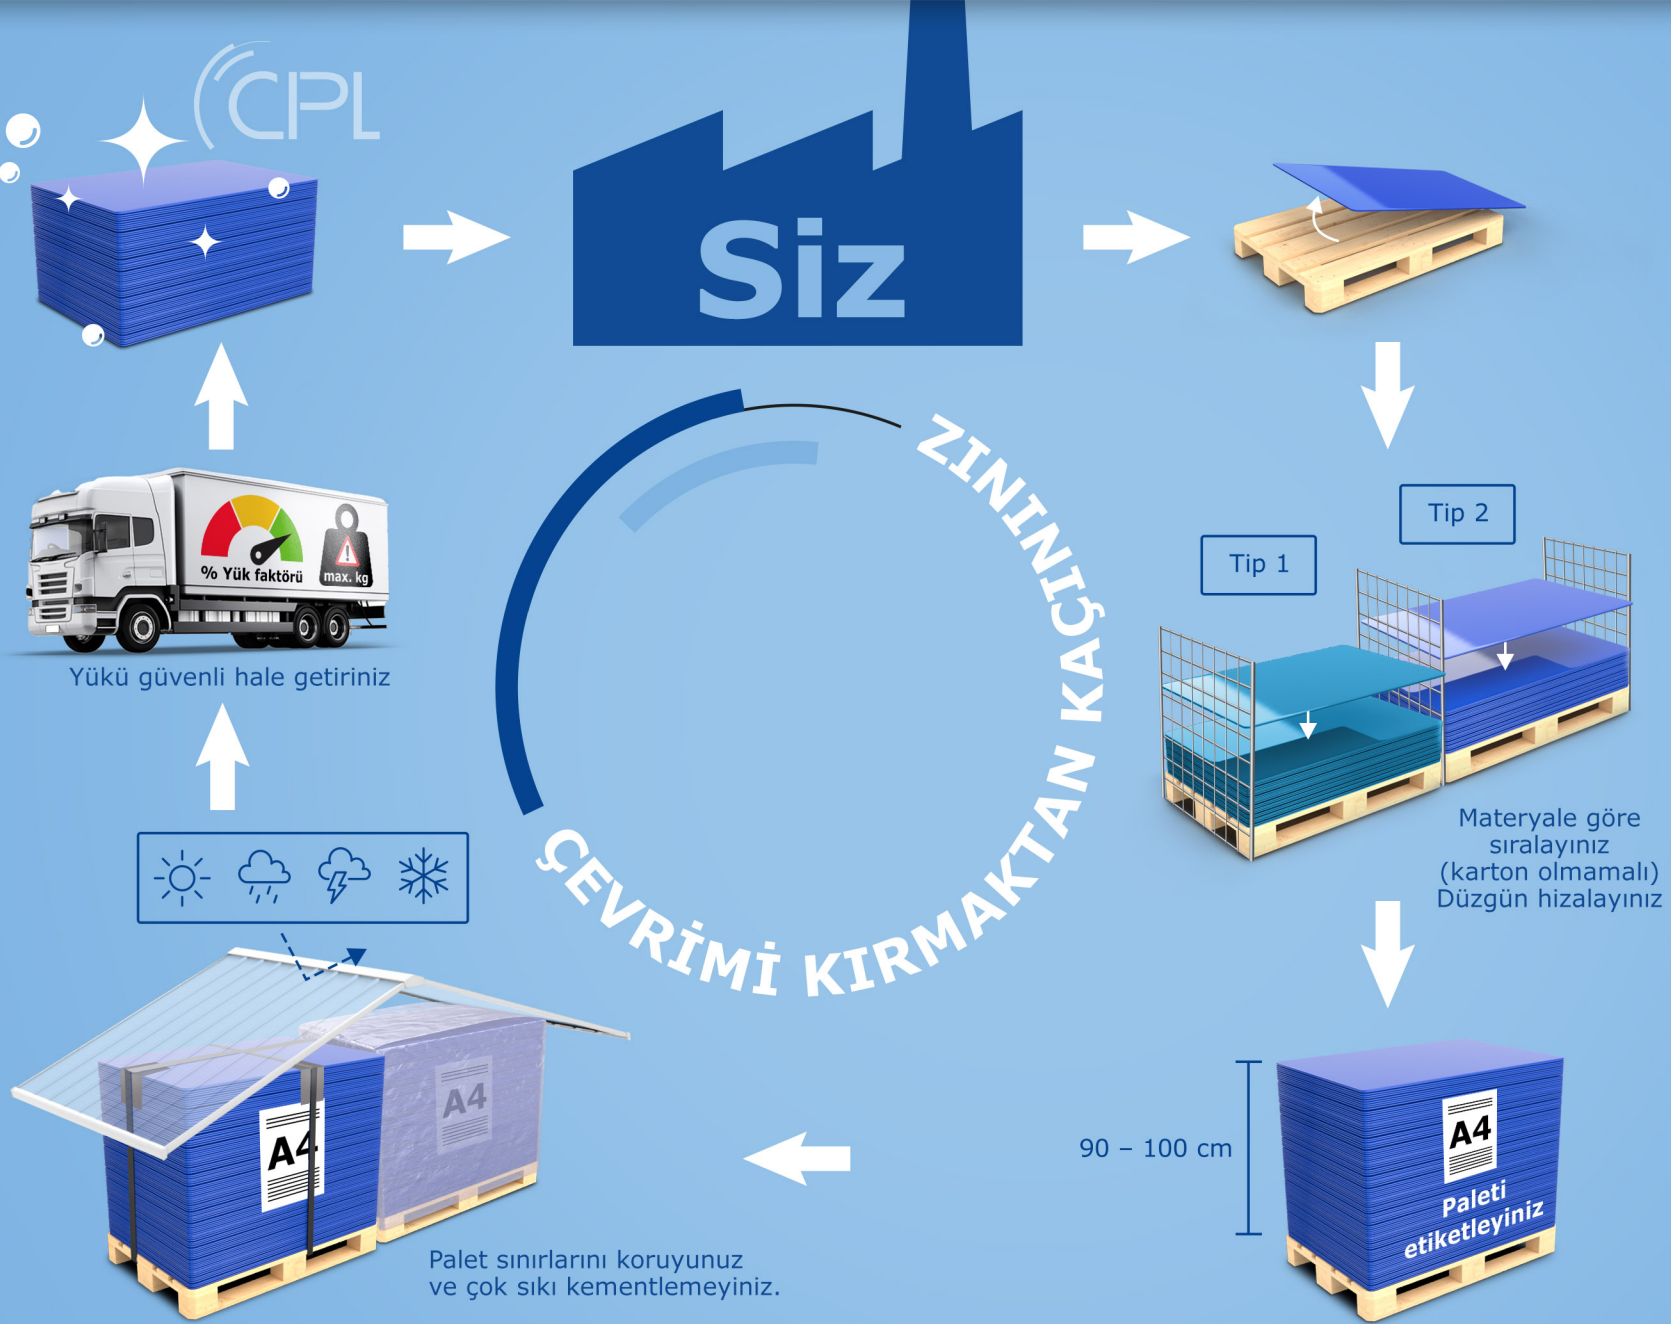 CPL
Siz
Tip 2
Tip 1
Materyale göre
sıralayınız
(karton olmamalı)
Düzgün hizalayınız
90 – 100 cm
A4
Paleti
etiketleyiniz
Palet sınırlarını koruyunuz
ve çok sıkı kementlemeyiniz.
A4
A4
% Yük faktörü
max. kg
Yükü güvenli hale getiriniz
ÇEVRİMİ KIRMAKTAN KAÇININIZ